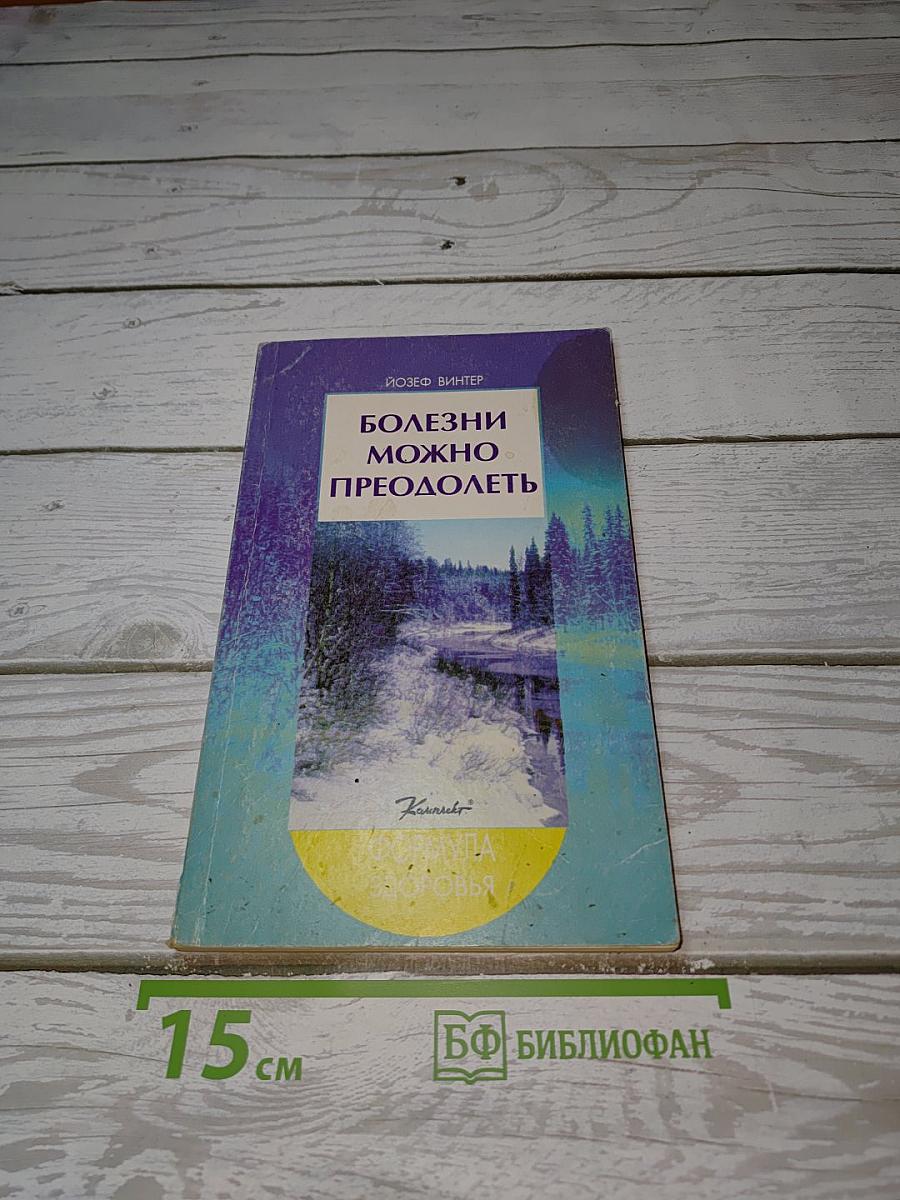 ЙОЗЕФ ВИНТЕР
БОЛЕЗНИ
МОЖНО
ПРЕОДОЛЕТЬ
Комплект®
ФОРМУЛА
ЗДОРОВЬЯ
15 см
БФ БИБЛИОФАН